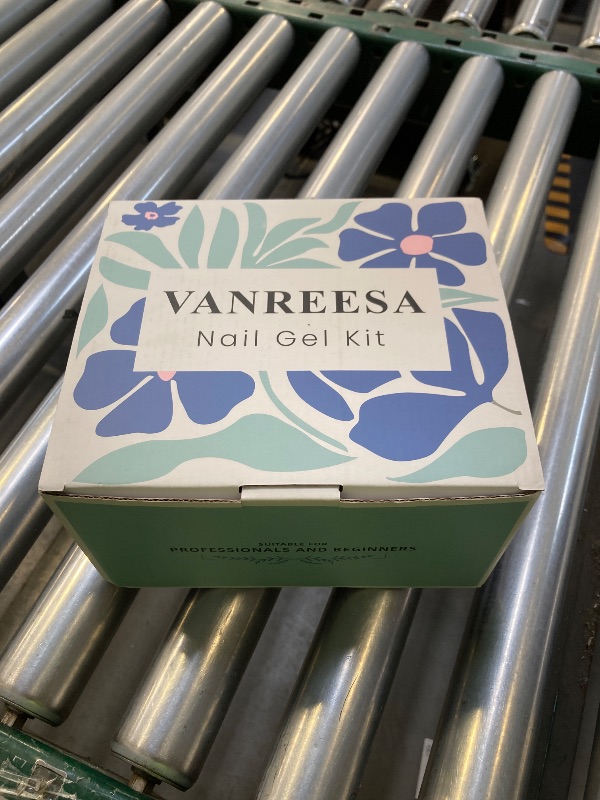 VANREESA
Nail Gel Kit
SUITABLE FOR
PROFESSIONALS AND BEGINNERS